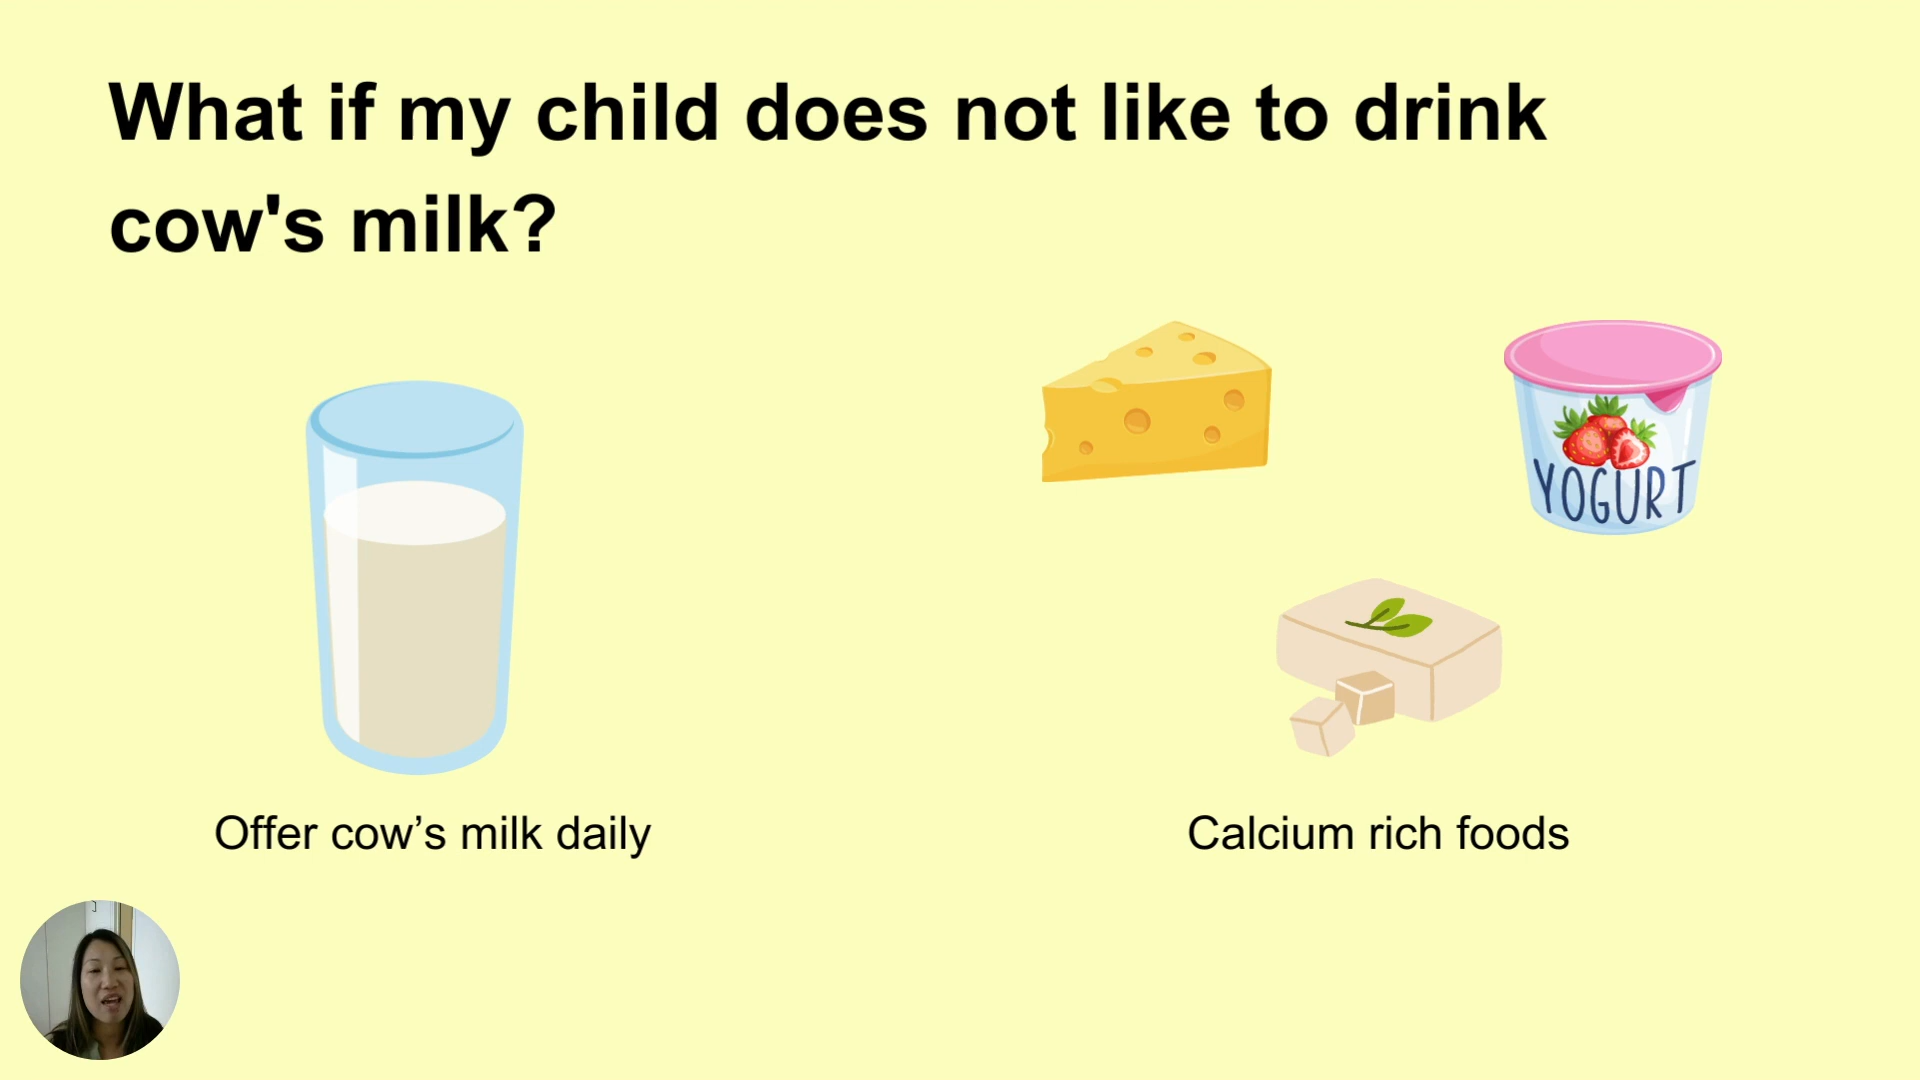 What if my child does not like to drink
cow's milk?
YOGURT
Offer cow’s milk daily
Calcium rich foods